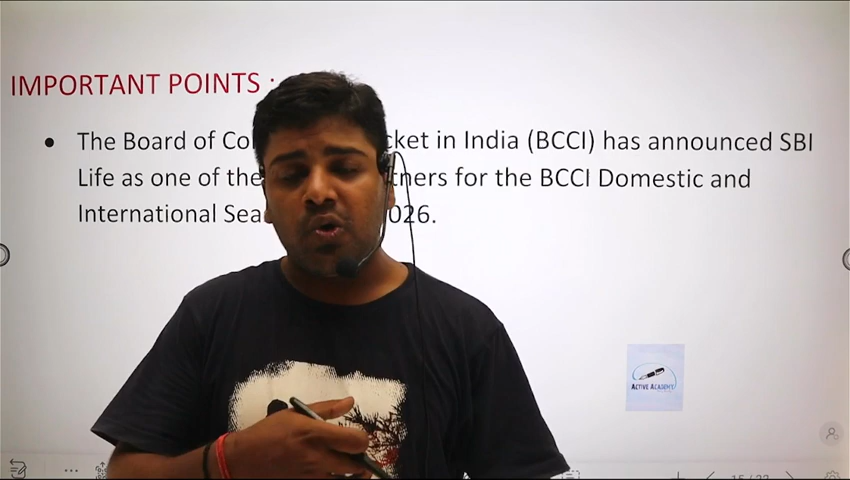 IMPORTANT POINTS :
• The Board of Co cket in India (BCCI) has announced SBI
Life as one of the tners for the BCCI Domestic and
International Sea 026.
ACTIVE ACADEMY